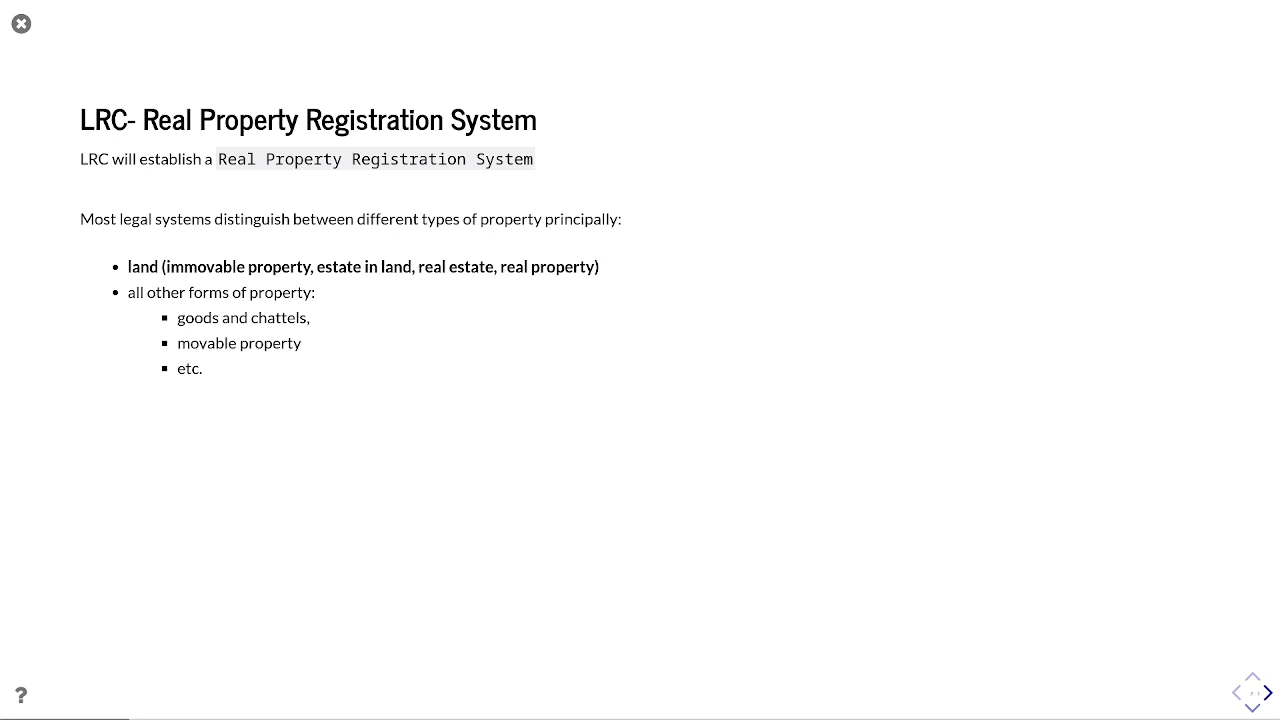 LRC- Real Property Registration System
LRC will establish a Real Property Registration System
Most legal systems distinguish between different types of property principally:
land (immovable property, estate in land, real estate, real property)
all other forms of property:
goods and chattels,
movable property
etc.
?